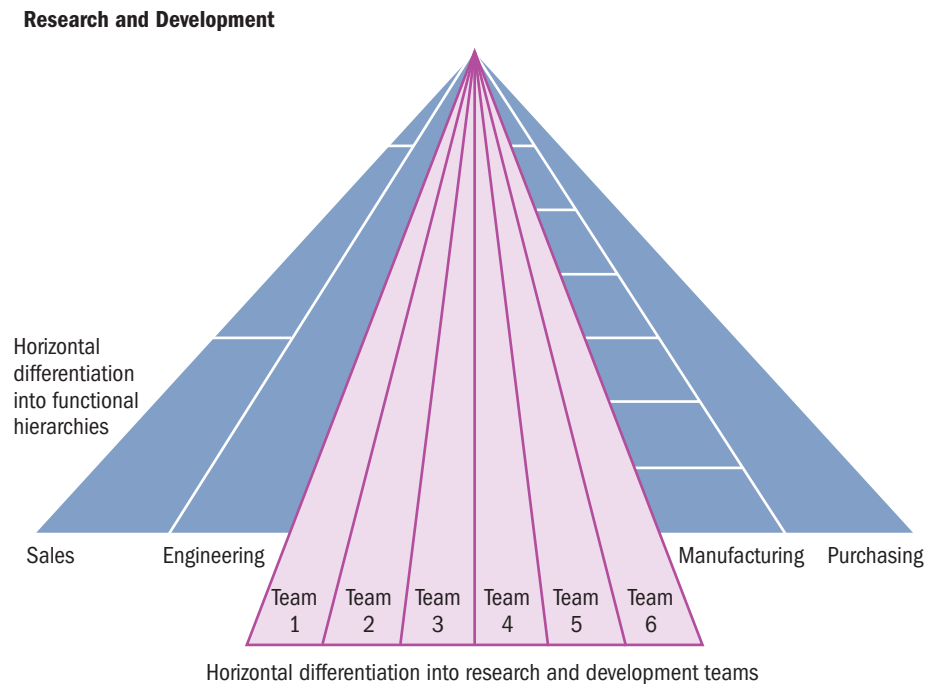 Research and Development
Horizontal
differentiation
into functional
hierarchies
Sales
Engineering
Manufacturing
Purchasing
Team
1
Team
2
Team
3
Team
4
Team
5
Team
6
Horizontal differentiation into research and development teams